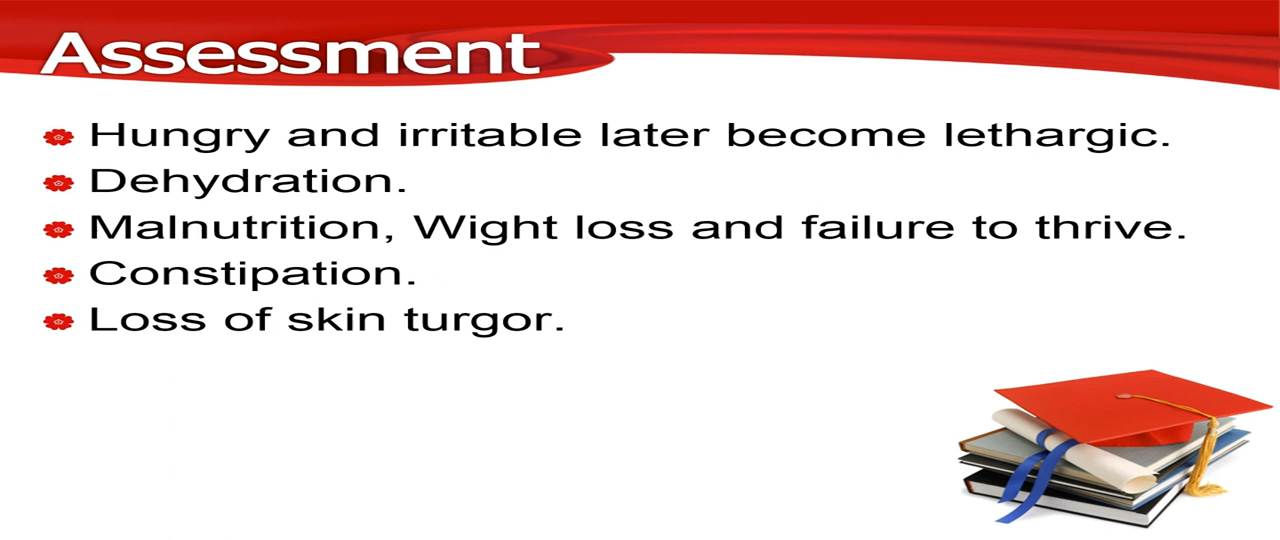 Assessment
Hungry and irritable later become lethargic.
Dehydration.
Malnutrition, Wight loss and failure to thrive.
Constipation.
Loss of skin turgor.